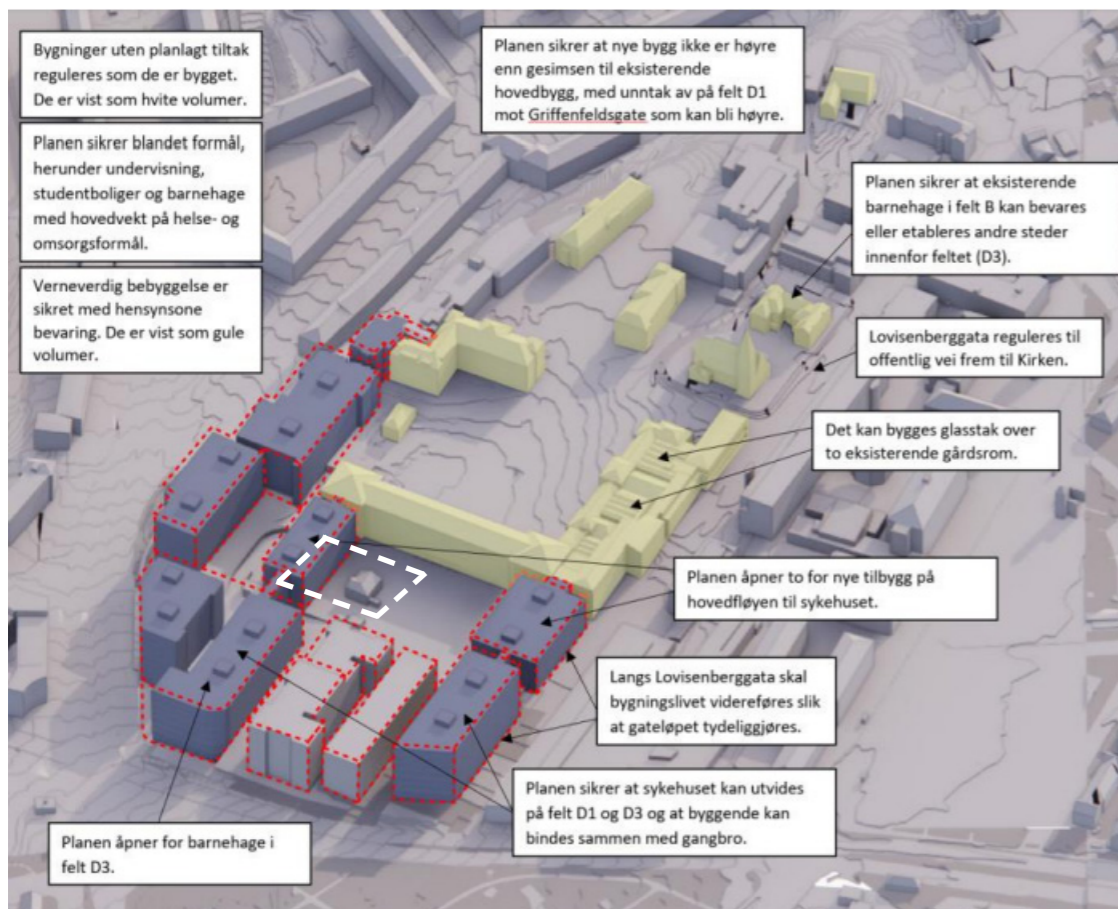 Bygninger uten planlagt tiltak
reguleres som de er bygget.
De er vist som hvite volumer.
Planen sikrer blandet formål,
herunder undervisning,
studentboliger og barnehage
med hovedvekt på helse- og
omsorgsformål.
Verneverdig bebyggelse er
sikret med hensynsone
bevaring. De er vist som gule
volumer.
Planen sikrer at nye bygg ikke er høyre
enn gesimsen til eksisterende
hovedbygg, med unntak av på felt D1
mot Griffenfeldsgate som kan bli høyre.
Planen sikrer at eksisterende
barnehage i felt B kan bevares
eller etableres andre steder
innenfor feltet (D3).
Lovisenberggata reguleres til
offentlig vei frem til Kirken.
Det kan bygges glasstak over
to eksisterende gårdsrom.
Planen åpner to for nye tilbygg på
hovedfløyen til sykehuset.
Langs Lovisenberggata skal
bygningslivet videreføres slik
at gateløpet tydeliggjøres.
Planen sikrer at sykehuset kan utvides
på felt D1 og D3 og at byggende kan
bindes sammen med gangbro.
Planen åpner for barnehage i
felt D3.